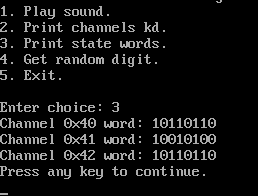 1. Play sound.
2. Print channels kd.
3. Print state words.
4. Get random digit.
5. Exit.
Enter choice: 3
Channel 0x40 word: 10110110
Channel 0x41 word: 10010100
Channel 0x42 word: 10110110
Press any key to continue.